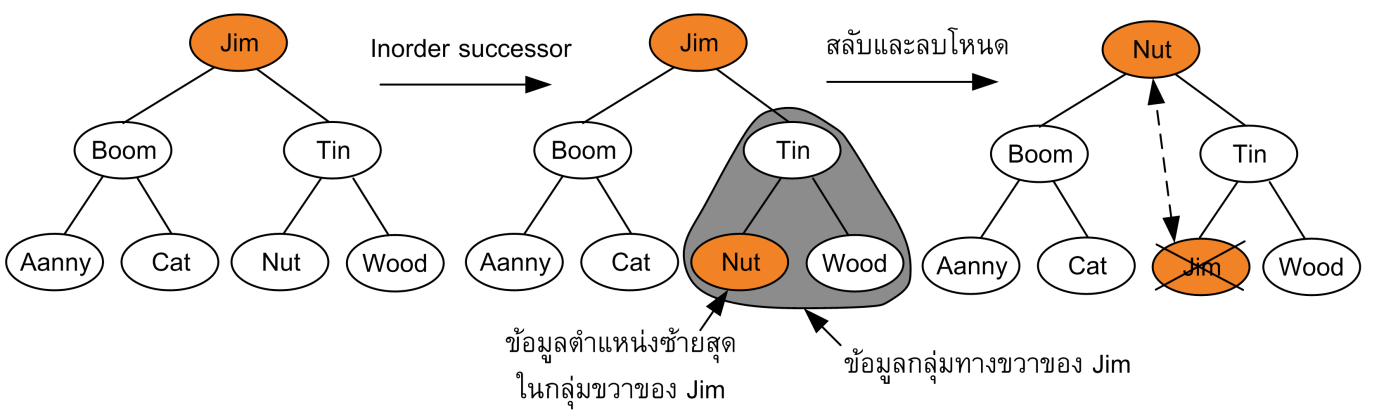 Jim
Inorder successor
Jim
สลับและลบโหนด
Nut
Boom
Tin
Boom
Tin
Boom
Tin
Aanny
Cat
Nut
Wood
Aanny
Cat
Nut
Wood
Aanny
Cat
Jim
Wood
ข้อมูลตำแหน่งซ้ายสุด
ในกลุ่มขวาของ Jim
ข้อมูลกลุ่มทางขวาของ Jim